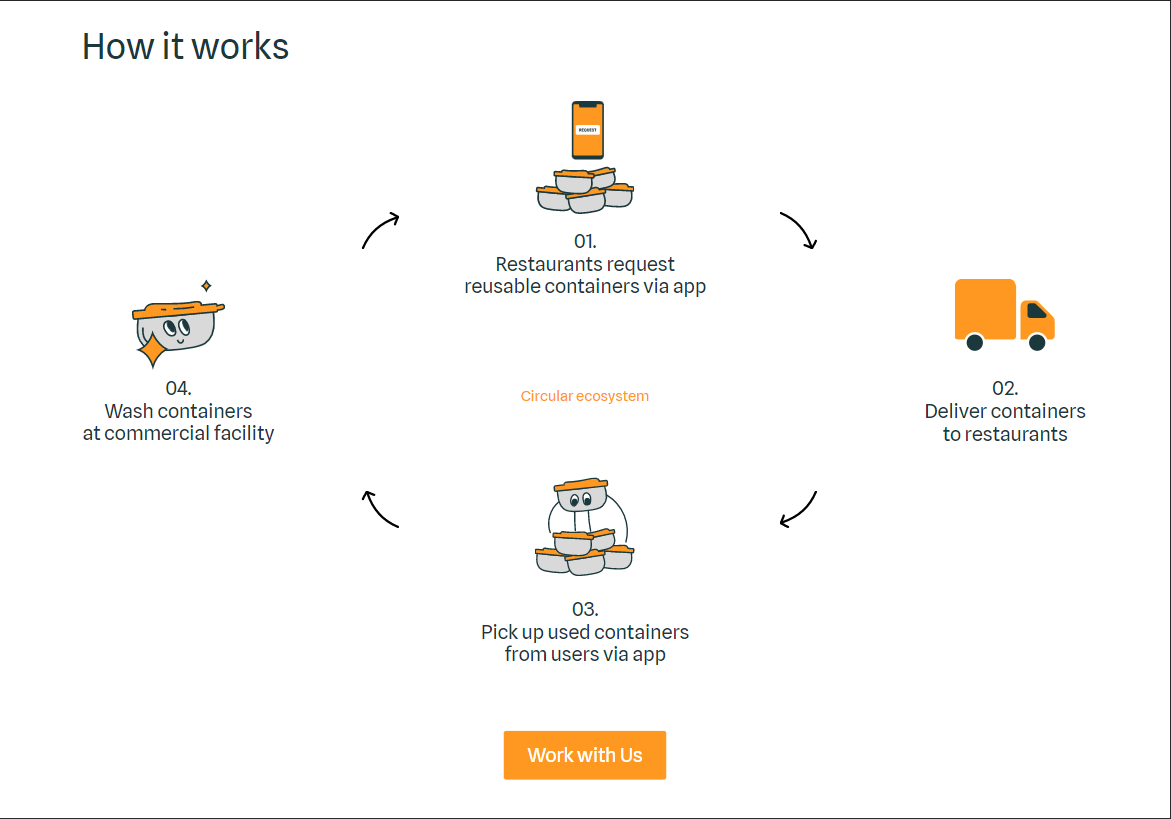 How it works
REQUEST
01.
Restaurants request
reusable containers via app
04.
Wash containers
at commercial facility
Circular ecosystem
02.
Deliver containers
to restaurants
03.
Pick up used containers
from users via app
Work with Us